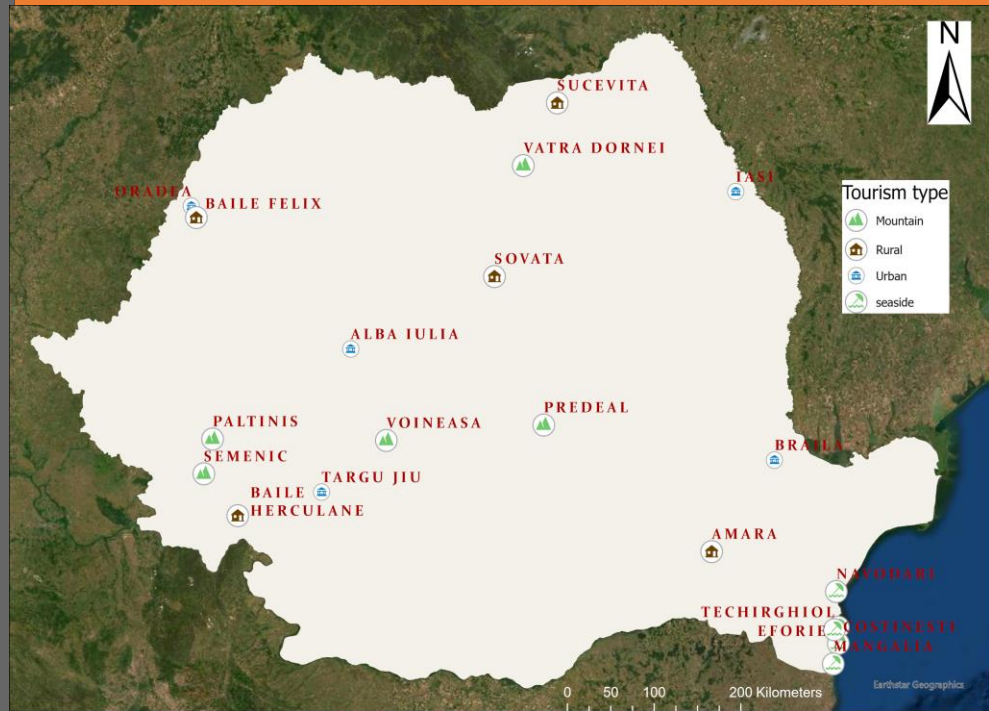 N
SUCEVITA
VATRA DORNEI
IASI
ORADEA
BAILE FELIX
Tourism type
Mountain
Rural
Urban
seaside
SOVATA
ALBA IULIA
PALTINIS
VOINEASA
PREDEAL
SEMENIC
BRAILA
TARGU JIU
BAILE
HERCULANE
AMARA
NAVODARI
TECHIRGHIOL
EFORIE
COSTINESTI
MANGALIA
0 50 100 200 Kilometers
Earthstar Geographics